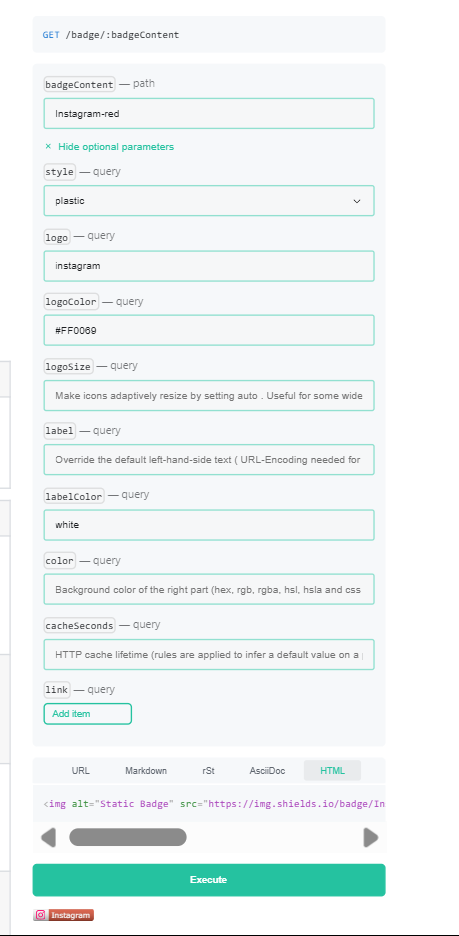 GET /badge/:badgeContent
badgeContent — path
Instagram-red
× Hide optional parameters
style — query
plastic
logo — query
instagram
logoColor — query
#FF0069
logoSize — query
Make icons adaptively resize by setting auto . Useful for some wide
label — query
Override the default left-hand-side text ( URL-Encoding needed for
labelColor — query
white
color — query
Background color of the right part (hex, rgb, rgba, hsl, hsla and css
cacheSeconds — query
HTTP cache lifetime (rules are applied to infer a default value on a
link — query
Add item
URL Markdown rSt AsciiDoc HTML
<img alt="Static Badge" src="https://img.shields.io/badge/In
Execute
Instagram